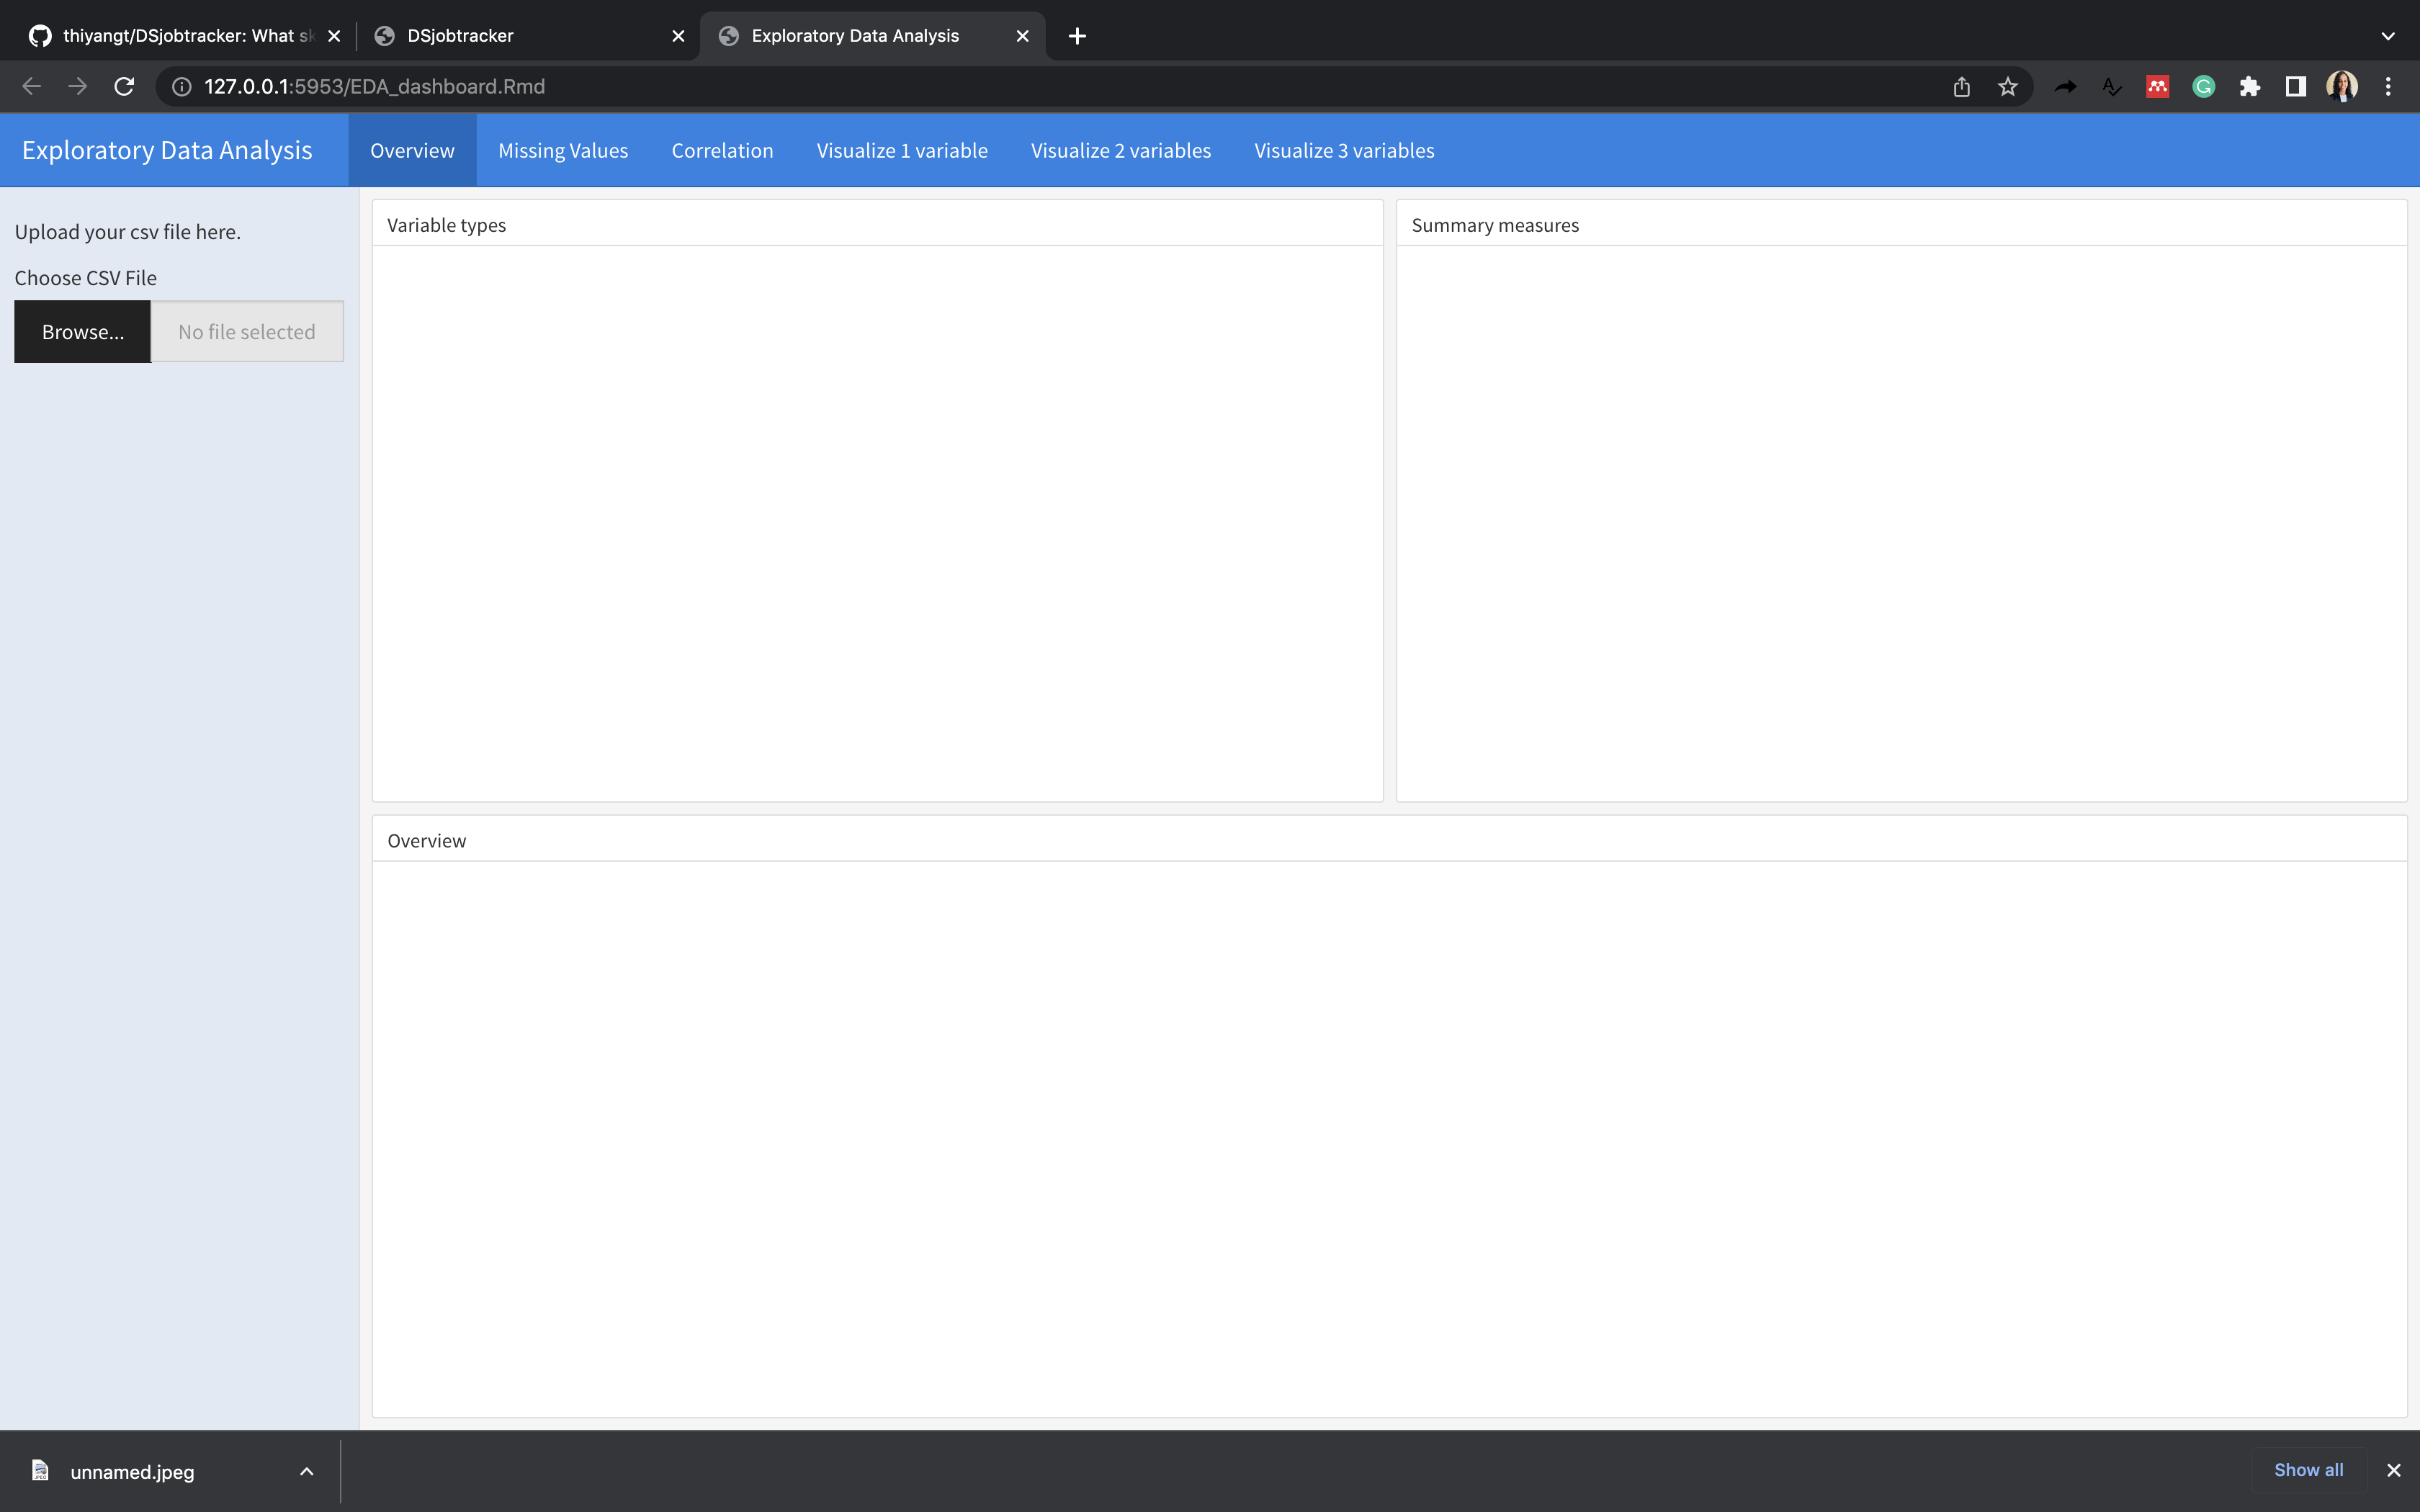 thiyangt/DSjobtracker: What sk
DSjobtracker
Exploratory Data Analysis
127.0.0.1:5953/EDA_dashboard.Rmd
Exploratory Data Analysis
Overview
Missing Values
Correlation
Visualize 1 variable
Visualize 2 variables
Visualize 3 variables
Upload your csv file here.
Choose CSV File
Browse...
No file selected
Variable types
Summary measures
Overview
unnamed.jpeg
Show all